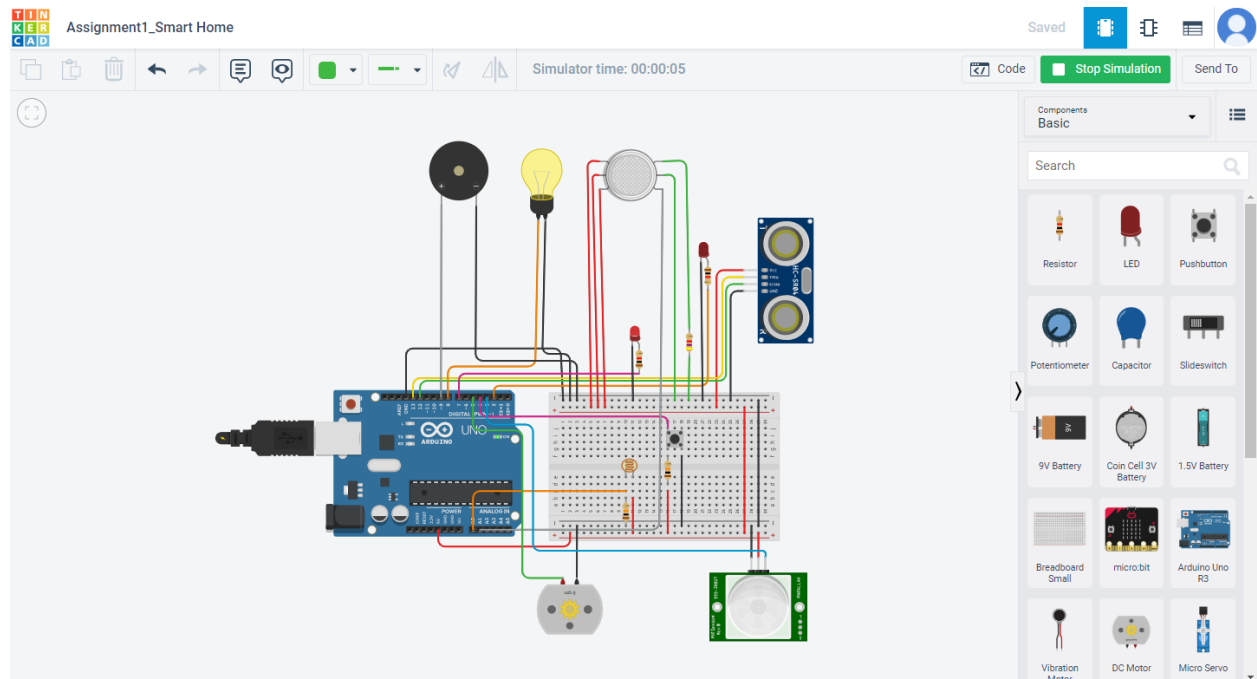 TIN
KER
CAD
Assignment1_Smart Home
Saved
Simulator time: 00:00:05
Code
Stop Simulation
Send To
Components
Basic
Search
Resistor
LED
Pushbutton
Potentiometer
Capacitor
Slideswitch
9V
9V Battery
Coin Cell 3V
Battery
1.5V Battery
Breadboard
Small
micro:bit
Arduino Uno
R3
Vibration
Motor
DC Motor
Micro Servo
HC-SR04
DIGITAL
UNO
ARDUINO
POWER
ANALOG IN